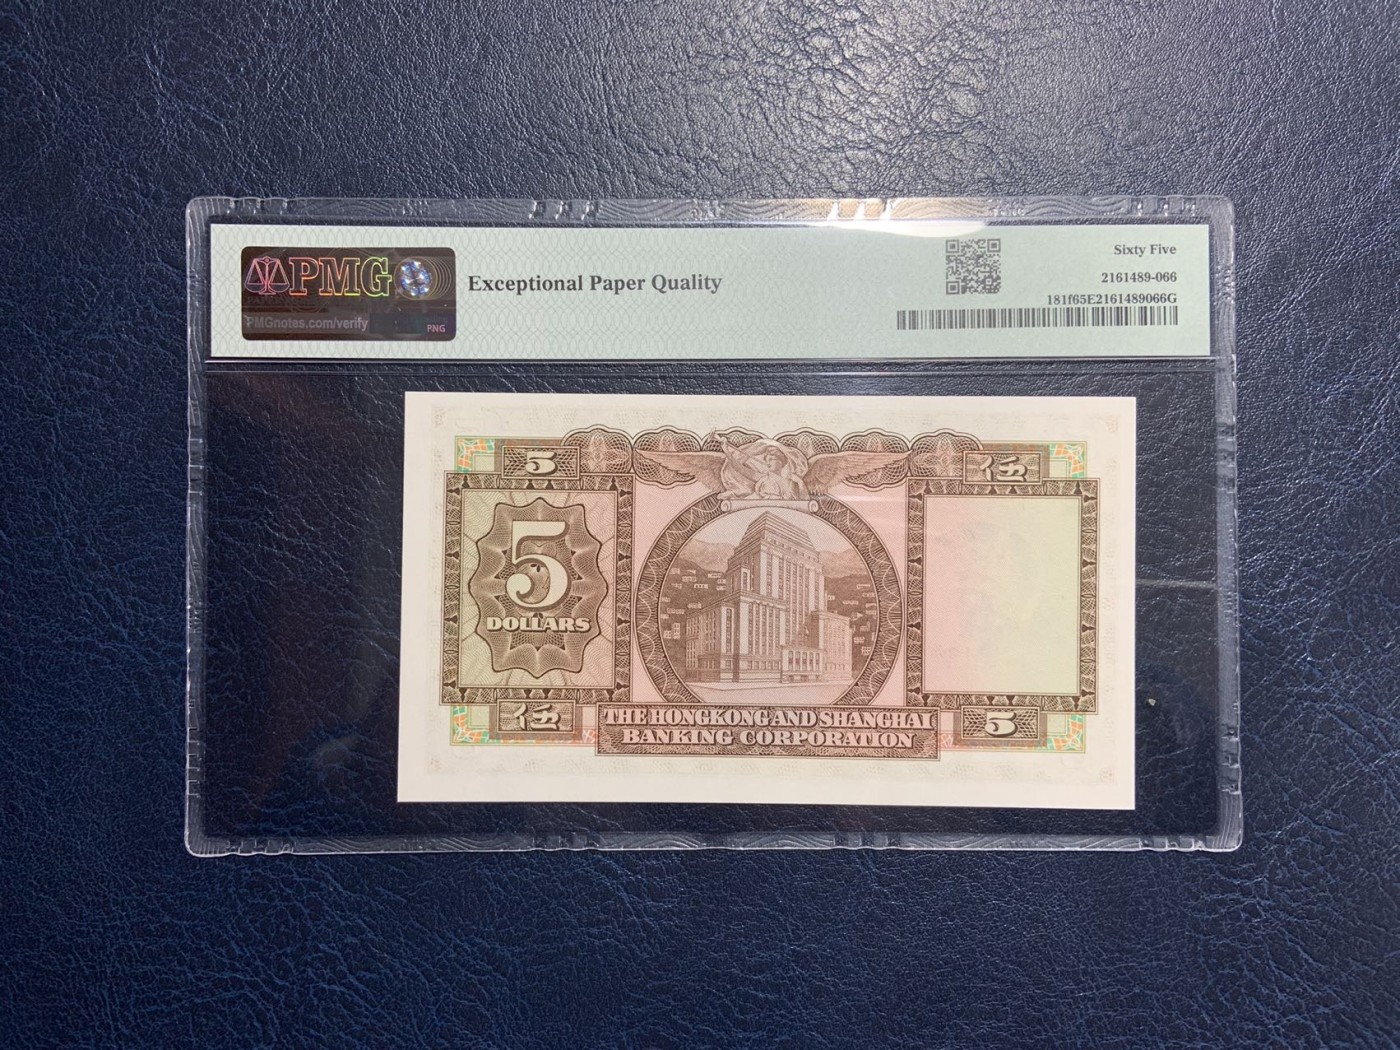 PMG
PMGnotes.com/verify
PNG
Exceptional Paper Quality
Sixty Five
2161489-066
181f65E2161489066G
5
伍
5
DOLLARS
伍
THE HONGKONG AND SHANGHAI
BANKING CORPORATION
5